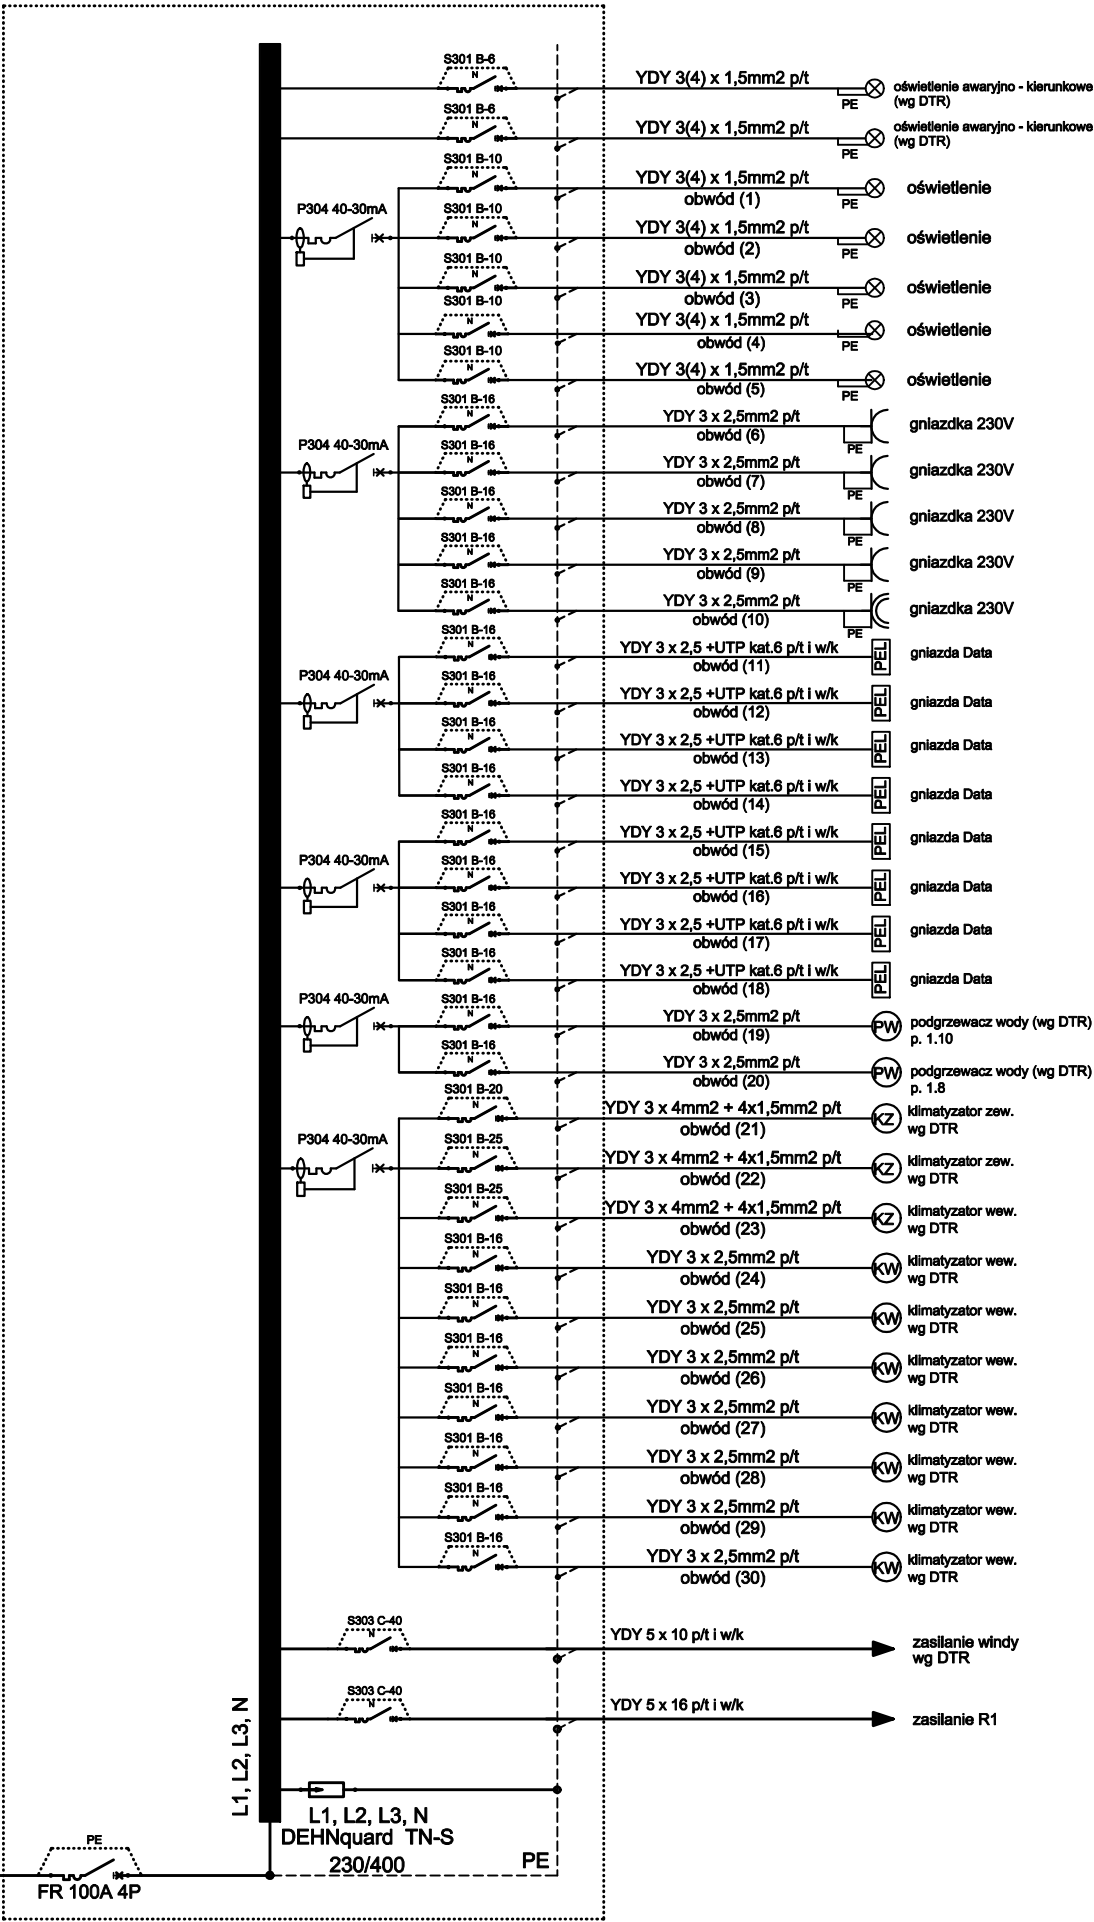 S301 B-6
N
YDY 3(4) x 1,5mm2 p/t
PE
oświetlenie awaryjno - kierunkowe
(wg DTR)
S301 B-6
N
YDY 3(4) x 1,5mm2 p/t
PE
oświetlenie awaryjno - kierunkowe
(wg DTR)
S301 B-10
N
YDY 3(4) x 1,5mm2 p/t
obwód (1)
PE
oświetlenie
P304 40-30mA
S301 B-10
N
YDY 3(4) x 1,5mm2 p/t
obwód (2)
PE
oświetlenie
S301 B-10
N
YDY 3(4) x 1,5mm2 p/t
obwód (3)
PE
oświetlenie
S301 B-10
N
YDY 3(4) x 1,5mm2 p/t
obwód (4)
PE
oświetlenie
S301 B-10
N
YDY 3(4) x 1,5mm2 p/t
obwód (5)
PE
oświetlenie
S301 B-16
N
YDY 3 x 2,5mm2 p/t
obwód (6)
PE
gniazdka 230V
P304 40-30mA
S301 B-16
N
YDY 3 x 2,5mm2 p/t
obwód (7)
PE
gniazdka 230V
S301 B-16
N
YDY 3 x 2,5mm2 p/t
obwód (8)
PE
gniazdka 230V
S301 B-16
N
YDY 3 x 2,5mm2 p/t
obwód (9)
PE
gniazdka 230V
S301 B-16
N
YDY 3 x 2,5mm2 p/t
obwód (10)
PE
gniazdka 230V
S301 B-16
N
YDY 3 x 2,5 +UTP kat.6 p/t i w/k
obwód (11)
PEL
gniazda Data
P304 40-30mA
S301 B-16
N
YDY 3 x 2,5 +UTP kat.6 p/t i w/k
obwód (12)
PEL
gniazda Data
S301 B-16
N
YDY 3 x 2,5 +UTP kat.6 p/t i w/k
obwód (13)
PEL
gniazda Data
S301 B-16
N
YDY 3 x 2,5 +UTP kat.6 p/t i w/k
obwód (14)
PEL
gniazda Data
S301 B-16
N
YDY 3 x 2,5 +UTP kat.6 p/t i w/k
obwód (15)
PEL
gniazda Data
P304 40-30mA
S301 B-16
N
YDY 3 x 2,5 +UTP kat.6 p/t i w/k
obwód (16)
PEL
gniazda Data
S301 B-16
N
YDY 3 x 2,5 +UTP kat.6 p/t i w/k
obwód (17)
PEL
gniazda Data
S301 B-16
N
YDY 3 x 2,5 +UTP kat.6 p/t i w/k
obwód (18)
PEL
gniazda Data
P304 40-30mA
S301 B-16
N
YDY 3 x 2,5mm2 p/t
obwód (19)
PW
podgrzewacz wody (wg DTR)
p. 1.10
S301 B-16
N
YDY 3 x 2,5mm2 p/t
obwód (20)
PW
podgrzewacz wody (wg DTR)
p. 1.8
S301 B-20
N
YDY 3 x 4mm2 + 4x1,5mm2 p/t
obwód (21)
KZ
klimatyzator zew.
wg DTR
P304 40-30mA
S301 B-25
N
YDY 3 x 4mm2 + 4x1,5mm2 p/t
obwód (22)
KZ
klimatyzator zew.
wg DTR
S301 B-25
N
YDY 3 x 4mm2 + 4x1,5mm2 p/t
obwód (23)
KZ
klimatyzator wew.
wg DTR
S301 B-16
N
YDY 3 x 2,5mm2 p/t
obwód (24)
KW
klimatyzator wew.
wg DTR
S301 B-16
N
YDY 3 x 2,5mm2 p/t
obwód (25)
KW
klimatyzator wew.
wg DTR
S301 B-16
N
YDY 3 x 2,5mm2 p/t
obwód (26)
KW
klimatyzator wew.
wg DTR
S301 B-16
N
YDY 3 x 2,5mm2 p/t
obwód (27)
KW
klimatyzator wew.
wg DTR
S301 B-16
N
YDY 3 x 2,5mm2 p/t
obwód (28)
KW
klimatyzator wew.
wg DTR
S301 B-16
N
YDY 3 x 2,5mm2 p/t
obwód (29)
KW
klimatyzator wew.
wg DTR
S301 B-16
N
YDY 3 x 2,5mm2 p/t
obwód (30)
KW
klimatyzator wew.
wg DTR
S303 C-40
N
YDY 5 x 10 p/t i w/k
zasilanie windy
wg DTR
S303 C-40
N
YDY 5 x 16 p/t i w/k
zasilanie R1
L1, L2, L3, N
L1, L2, L3, N
DEHNquard TN-S
230/400
PE
PE
FR 100A 4P